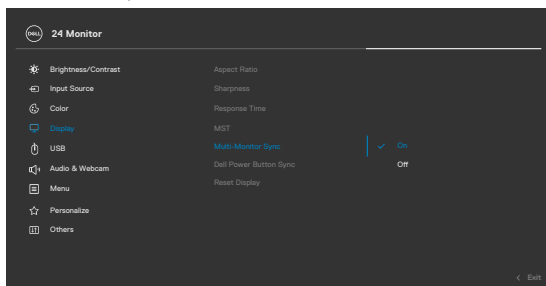 DELL
24 Monitor
Brightness/Contrast
Aspect Ratio
Input Source
Sharpness
Color
Response Time
Display
MST
USB
Multi-Monitor Sync
On
Audio & Webcam
Dell Power Button Sync
Off
Menu
Reset Display
Personalize
Others
< Exit